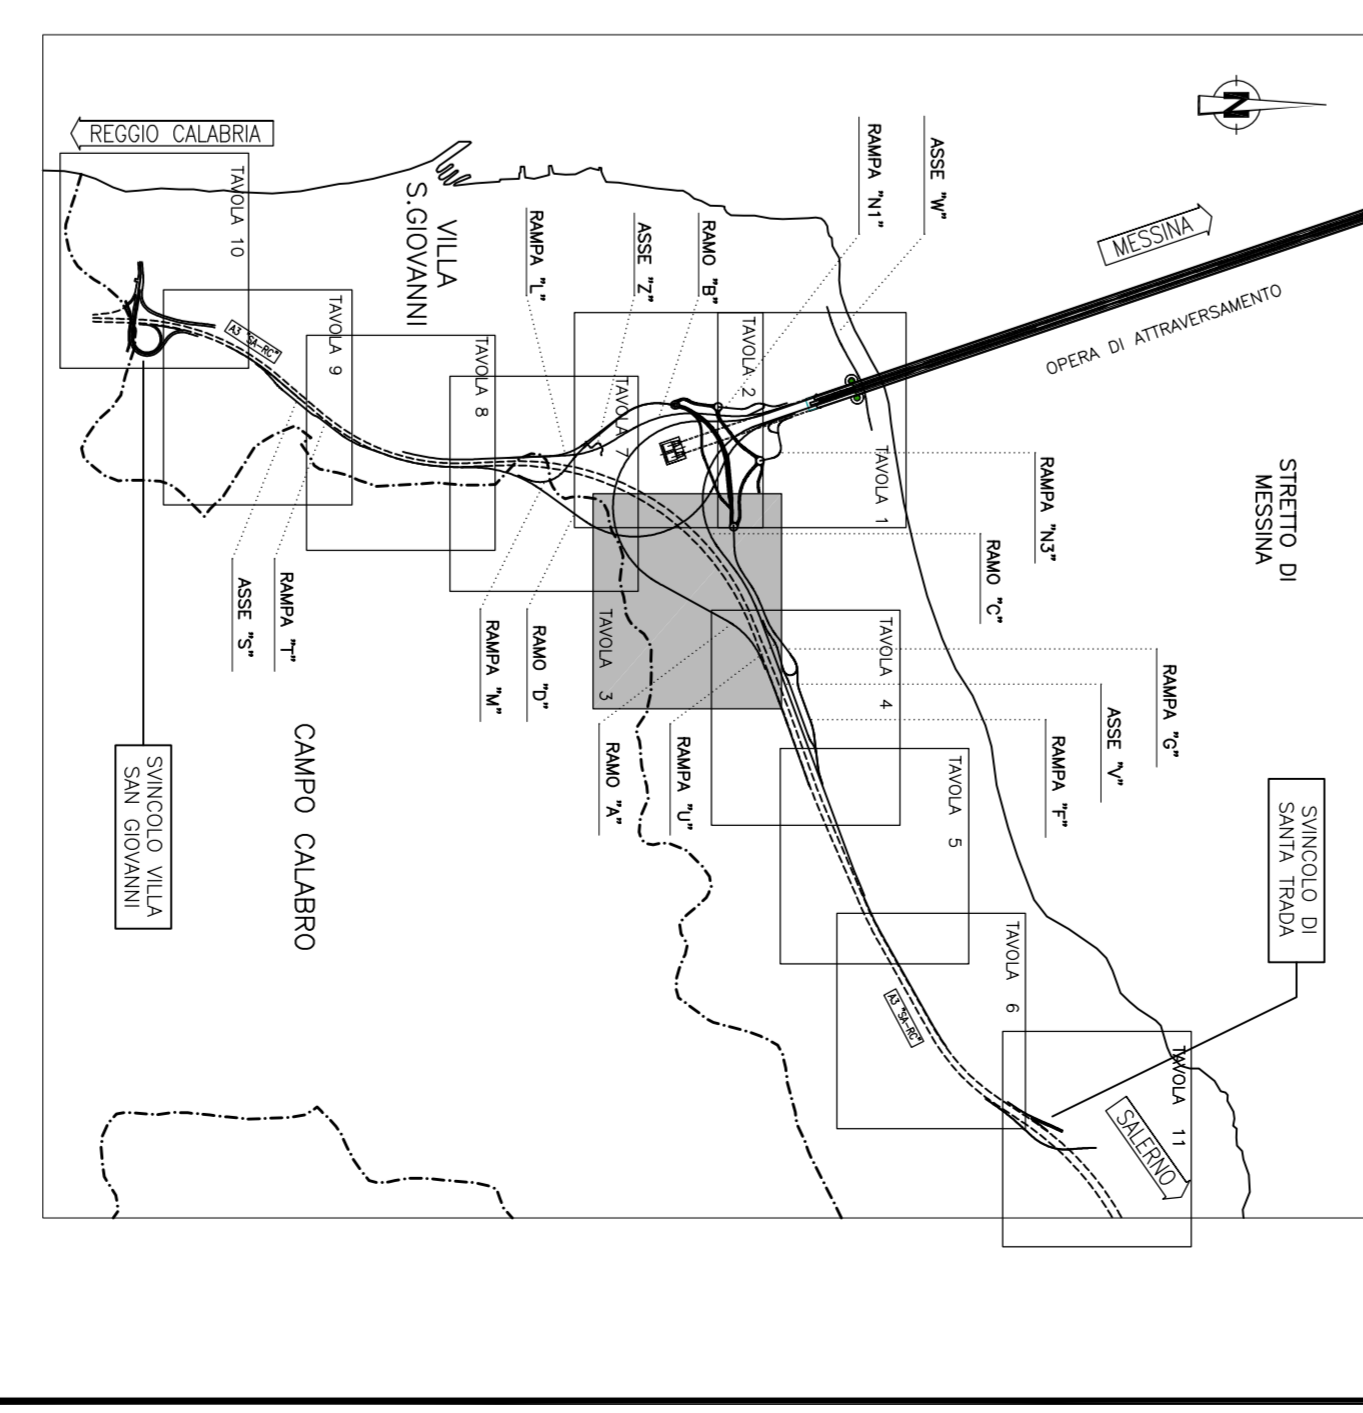 N
REGGIO CALABRIA
MESSINA
OPERA DI ATTRAVERSAMENTO
VILLA
S.GIOVANNI
STRETTO DI
MESSINA
CAMPO CALABRO
SALERNO
SVINCOLO VILLA
SAN GIOVANNI
SVINCOLO DI
SANTA TRADA
RAMPA "L"
ASSE "Z"
RAMO "B"
RAMPA "N1"
ASSE "W"
RAMPA "N3"
RAMO "C"
RAMPA "G"
ASSE "V"
RAMPA "F"
ASSE "S"
RAMPA "T"
RAMPA "M"
RAMO "D"
RAMO "A"
RAMPA "U"
TAVOLA 10
TAVOLA 9
TAVOLA 8
TAVOLA 7
TAVOLA 2
TAVOLA 1
TAVOLA 3
TAVOLA 4
TAVOLA 5
TAVOLA 6
TAVOLA 11
A3 "SA-RC"
A3 "SA-RC"